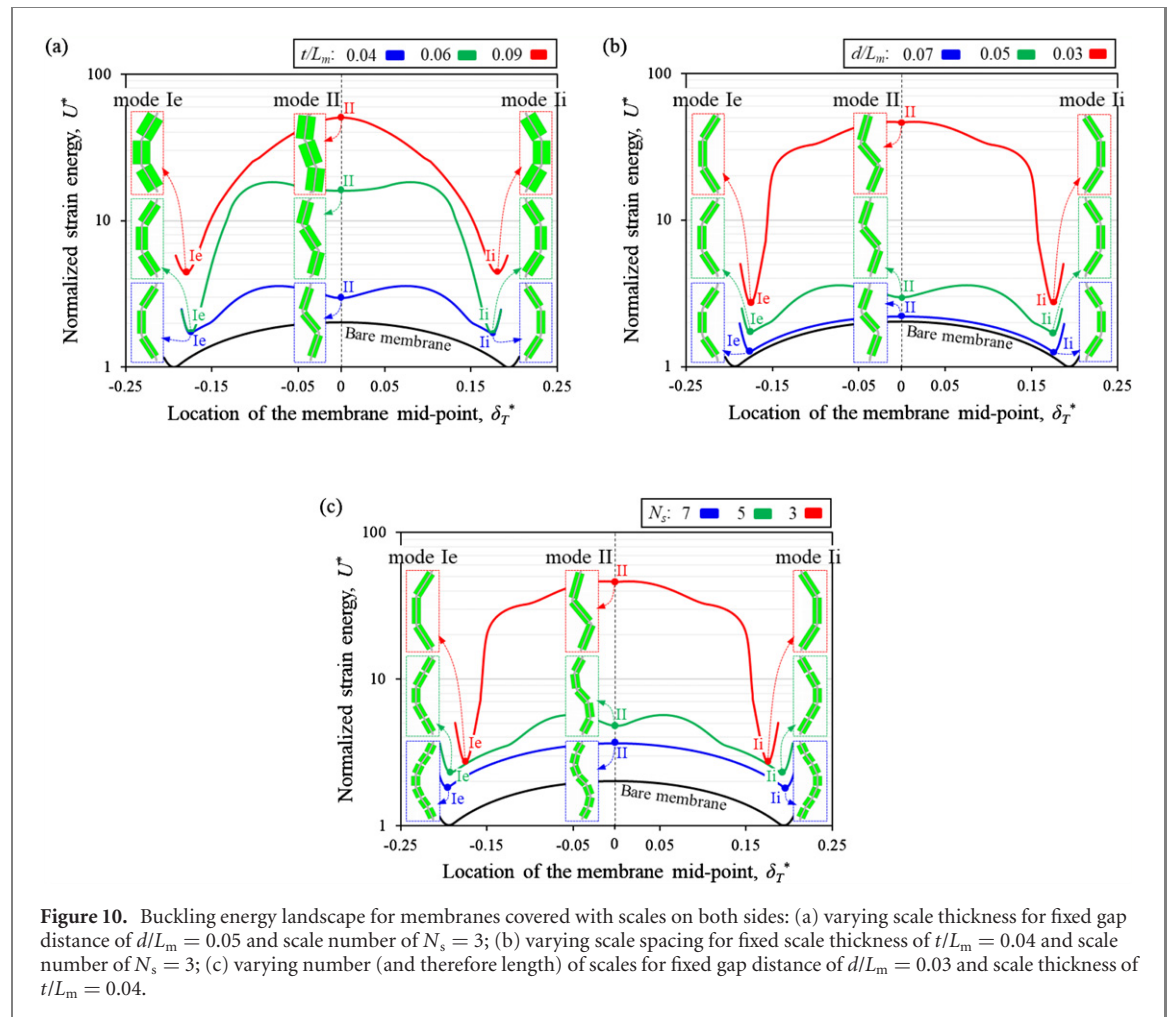 (a)
t/Lm: 0.04 0.06 0.09
100
10
1
Normalized strain energy, U*
mode Ie
mode II
mode Ii
II
II
II
Ie
Ie
Ie
Ii
Ii
Ii
Bare membrane
-0.25 -0.15 -0.05 0 0.05 0.15 0.25
Location of the membrane mid-point, δT*
(b)
d/Lm: 0.07 0.05 0.03
100
10
1
Normalized strain energy, U*
mode Ie
mode II
mode Ii
II
II
II
Ie
Ie
Ie
Ii
Ii
Ii
Bare membrane
-0.25 -0.15 -0.05 0 0.05 0.15 0.25
Location of the membrane mid-point, δT*
(c)
Ns: 7 5 3
100
10
1
Normalized strain energy, U*
mode Ie
mode II
mode Ii
II
II
II
Ie
Ie
Ie
Ii
Ii
Ii
Bare membrane
-0.25 -0.15 -0.05 0 0.05 0.15 0.25
Location of the membrane mid-point, δT*
Figure 10. Buckling energy landscape for membranes covered with scales on both sides: (a) varying scale thickness for fixed gap
distance of d/Lm = 0.05 and scale number of Ns = 3; (b) varying scale spacing for fixed scale thickness of t/Lm = 0.04 and scale
number of Ns = 3; (c) varying number (and therefore length) of scales for fixed gap distance of d/Lm = 0.03 and scale thickness of
t/Lm = 0.04.